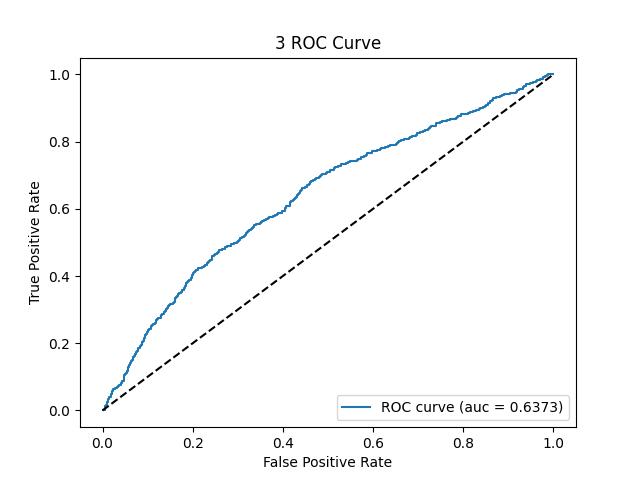 3 ROC Curve
True Positive Rate
1.0
0.8
0.6
0.4
0.2
0.0
ROC curve (auc = 0.6373)
0.0 0.2 0.4 0.6 0.8 1.0
False Positive Rate